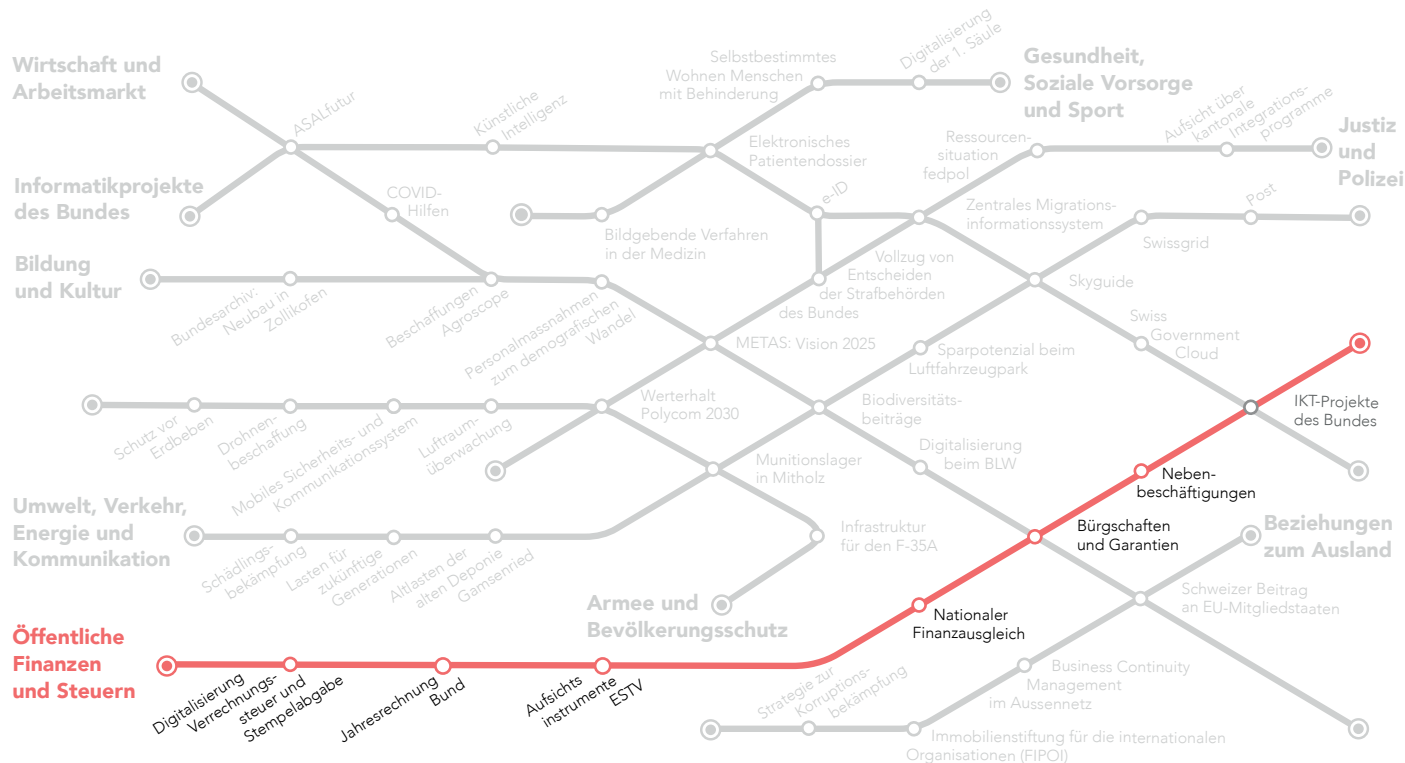 Wirtschaft und
Arbeitsmarkt
ASALfutur
Künstliche
Intelligenz
Selbstbestimmtes
Wohnen Menschen
mit Behinderung
Digitalisierung
der 1. Säule
Gesundheit,
Soziale Vorsorge
und Sport
Aufsicht über
kantonale
Integrations-
programme
Justiz
und
Polizei
Informatikprojekte
des Bundes
COVID-
Hilfen
Elektronisches
Patientendossier
Ressourcen-
situation
fedpol
e-ID
Bildgebende Verfahren
in der Medizin
Zentrales Migrations-
informationssystem
Post
Swissgrid
Bildung
und Kultur
Bundesarchiv:
Neubau in
Zollikofen
Beschaffungen
Agroscope
Personalmassnahmen
zum demografischen
Wandel
Vollzug von
Entscheiden
der Strafbehörden
des Bundes
Skyguide
METAS: Vision 2025
Sparpotenzial beim
Luftfahrzeugpark
Swiss
Government
Cloud
Schutz vor
Erdbeben
Drohnen-
beschaffung
Mobiles Sicherheits- und
Kommunikationssystem
Luftraum-
überwachung
Werterhalt
Polycom 2030
Biodiversitäts-
beiträge
IKT-Projekte
des Bundes
Munitionslager
in Mitholz
Digitalisierung
beim BLW
Neben-
beschäftigungen
Umwelt, Verkehr,
Energie und
Kommunikation
Schädlings-
bekämpfung
Lasten für
zukünftige
Generationen
Altlasten der
alten Deponie
Gamsenried
Infrastruktur
für den F-35A
Bürgschaften
und Garantien
Beziehungen
zum Ausland
Armee und
Bevölkerungsschutz
Nationaler
Finanzausgleich
Schweizer Beitrag
an EU-Mitgliedstaaten
Öffentliche
Finanzen
und Steuern
Digitalisierung
Verrechnungs-
steuer und
Stempelabgabe
Jahresrechnung
Bund
Aufsichts
instrumente
ESTV
Strategie zur
Korruptions-
bekämpfung
Business Continuity
Management
im Aussennetz
Immobilienstiftung für die internationalen
Organisationen (FIPOI)